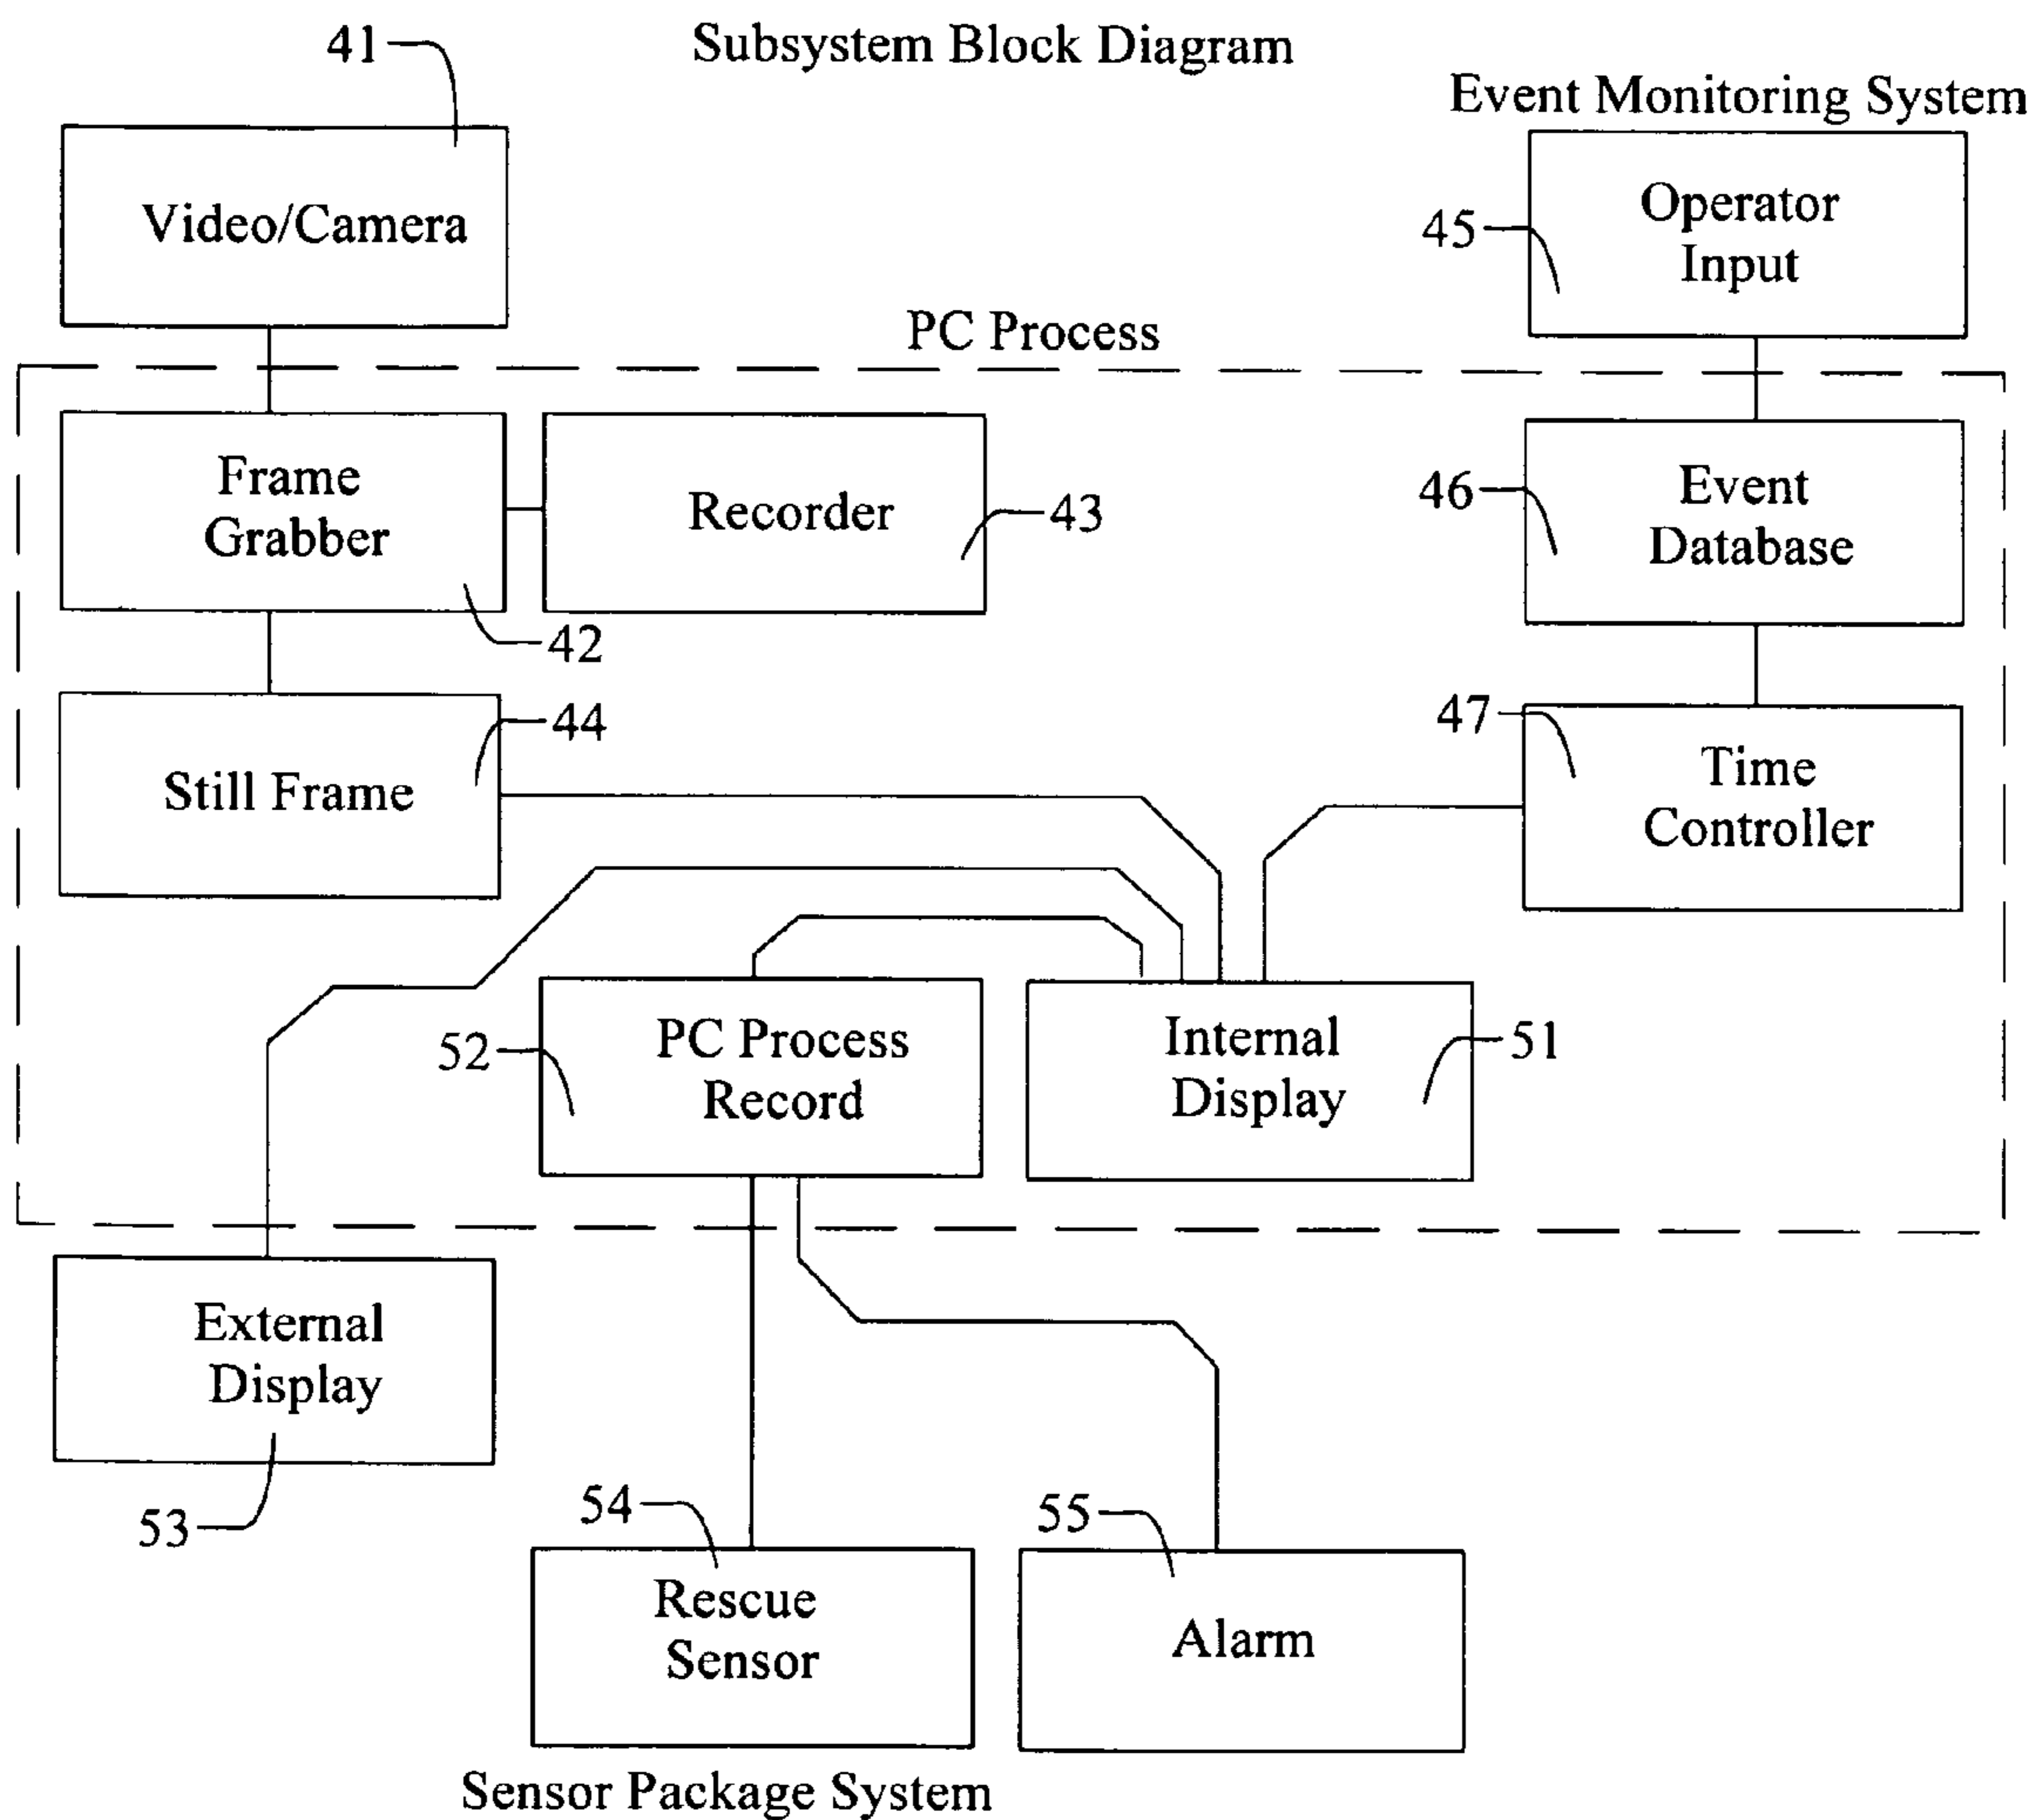 41
Subsystem Block Diagram
Event Monitoring System
Video/Camera
45
Operator
Input
PC Process
Frame
Grabber
42
Recorder
43
46
Event
Database
Still Frame
44
47
Time
Controller
52
PC Process
Record
Internal
Display
51
External
Display
53
54
Rescue
Sensor
55
Alarm
Sensor Package System